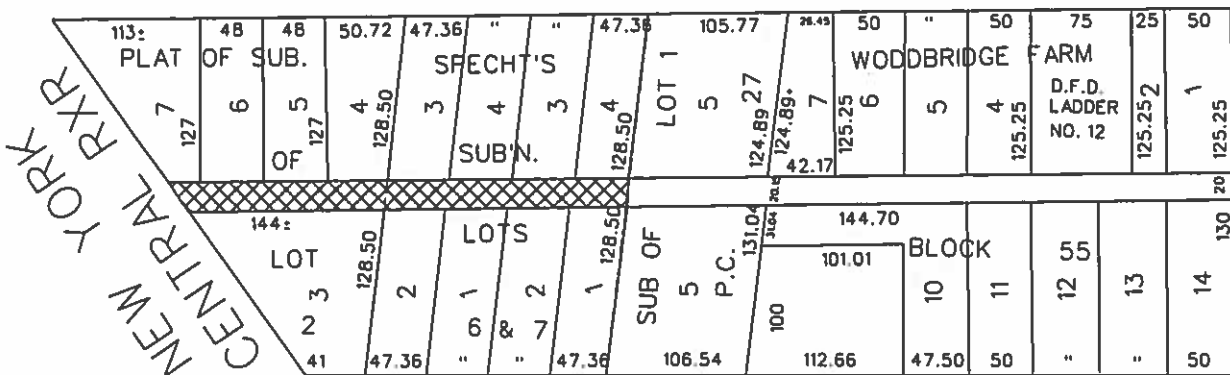 113± 48 48 50.72 47.36 " " 47.36 105.77 26.45 50 " 50 75 25 50
PLAT OF SUB. SPECHT'S LOT 1 WODDBRIDGE FARM
D.F.D.
LADDER
NO. 12
7 6 5 4 3 4 3 4 5 27 7 6 5 4 2 1
127 127 128.50 128.50 124.89 124.89* 125.25 125.25 125.25 125.25
OF SUB'N. 42.17
NEW YORK
CENTRAL RXR
20
144± 128.50 131.04 31.04 144.70 130
LOT LOTS SUB OF P.C. BLOCK 55
128.50 101.01
3 2 1 2 1 5 10 11 12 13 14
2 6 & 7 100
41 47.36 " " 47.36 106.54 112.66 47.50 50 " " 50